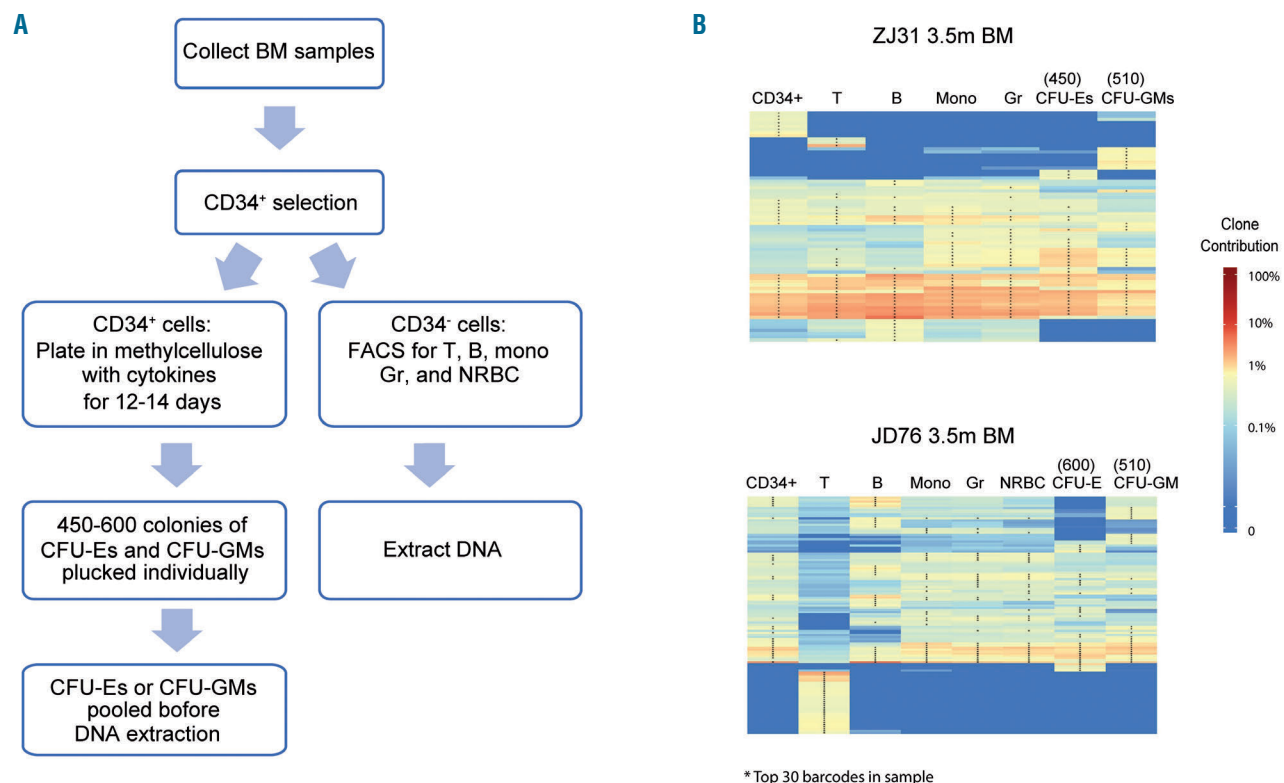 A
Collect BM samples
CD34+ selection
CD34+ cells:
Plate in methylcellulose
with cytokines
for 12-14 days
CD34- cells:
FACS for T, B, mono
Gr, and NRBC
450-600 colonies of
CFU-Es and CFU-GMs
plucked individually
Extract DNA
CFU-Es or CFU-GMs
pooled bofore
DNA extraction
B
ZJ31 3.5m BM
(450) (510)
CD34+ T B Mono Gr CFU-Es CFU-GMs
Clone
Contribution
100%
10%
1%
0.1%
0
JD76 3.5m BM
(600) (510)
CD34+ T B Mono Gr NRBC CFU-E CFU-GM
* Top 30 barcodes in sample